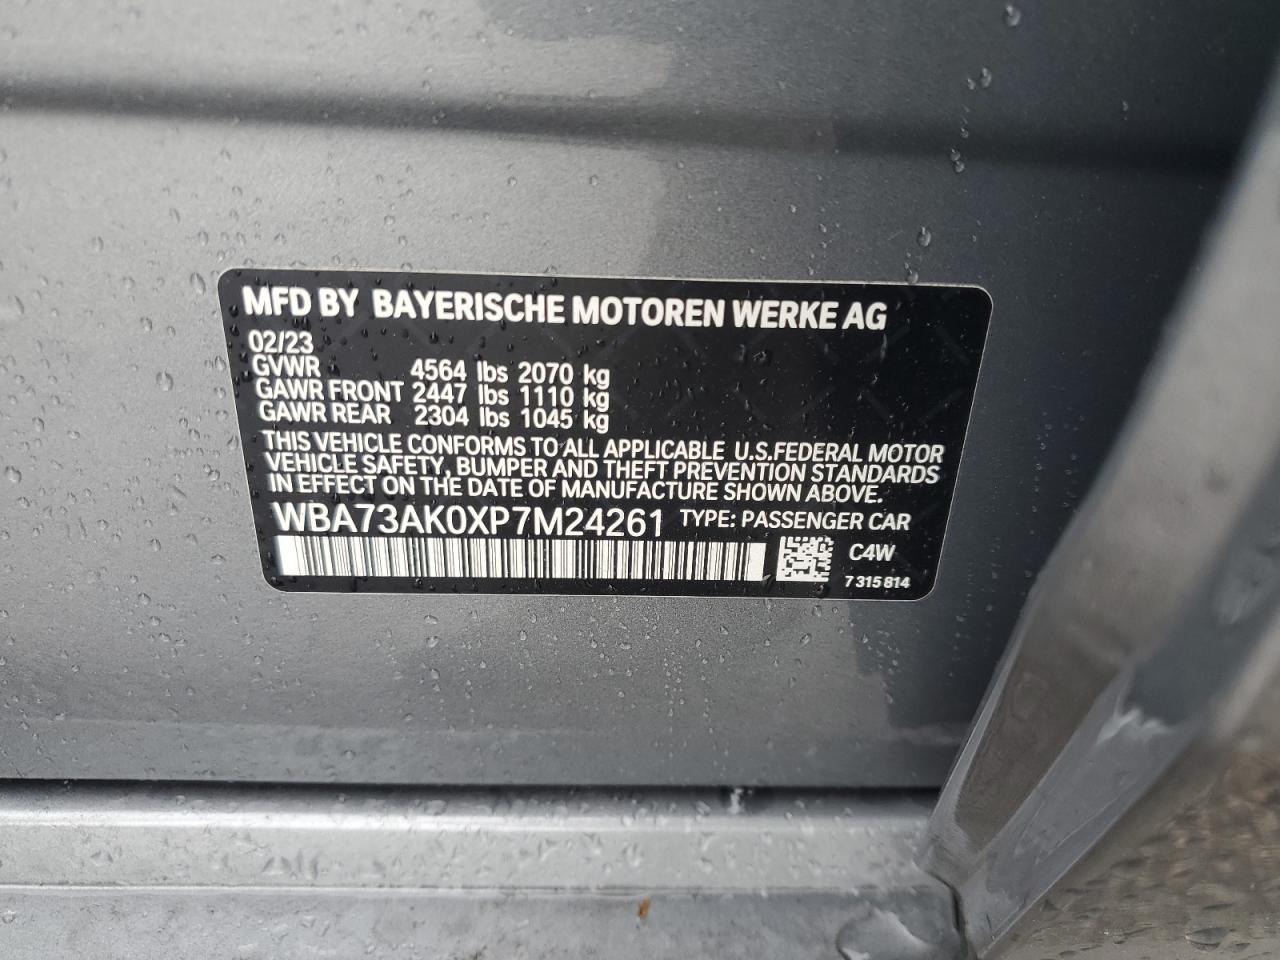 MFD BY BAYERISCHE MOTOREN WERKE AG
02/23
GVWR 4564 lbs 2070 kg
GAWR FRONT 2447 lbs 1110 kg
GAWR REAR 2304 lbs 1045 kg
THIS VEHICLE CONFORMS TO ALL APPLICABLE U.S.FEDERAL MOTOR
VEHICLE SAFETY, BUMPER AND THEFT PREVENTION STANDARDS
IN EFFECT ON THE DATE OF MANUFACTURE SHOWN ABOVE.
WBA73AK0XP7M24261 TYPE: PASSENGER CAR
C4W
7 315 814